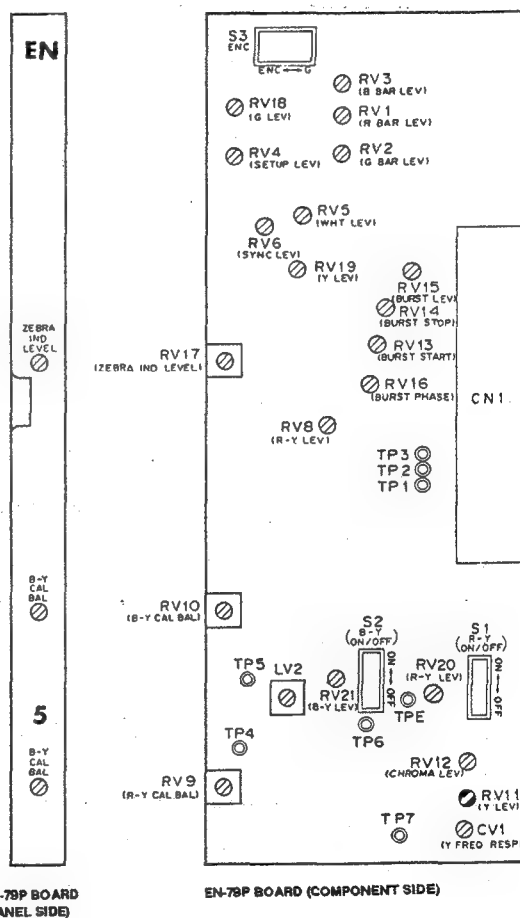 EN
ZEBRA
IND
LEVEL
B-Y
CAL
BAL
5
B-Y
CAL
BAL
-79P BOARD
ANEL SIDE)
S3
ENC
ENC ←→ G
RV3
(B BAR LEV)
RV18
(G LEV)
RV1
(R BAR LEV)
RV4
(SETUP LEV)
RV2
(G BAR LEV)
RV5
(WHT LEV)
RV6
(SYNC LEV)
RV19
(Y LEV)
RV15
(BURST LEV)
RV14
(BURST STOP)
RV17
(ZEBRA IND LEVEL)
RV13
(BURST START)
RV16
(BURST PHASE)
CN1
RV8
(R-Y LEV)
TP3
TP2
TP1
RV10
(B-Y CAL BAL)
S2
(B-Y
ON/OFF)
ON ←→ OFF
S1
(R-Y
ON/OFF)
ON ←→ OFF
TP5
LV2
RV21
(B-Y LEV)
RV20
(R-Y LEV)
TPE
TP6
TP4
RV12
(CHROMA LEV)
RV9
(R-Y CAL.BAL)
RV11
(Y LEV)
TP7
CV1
(Y FREQ RESP)
EN-79P BOARD (COMPONENT SIDE)